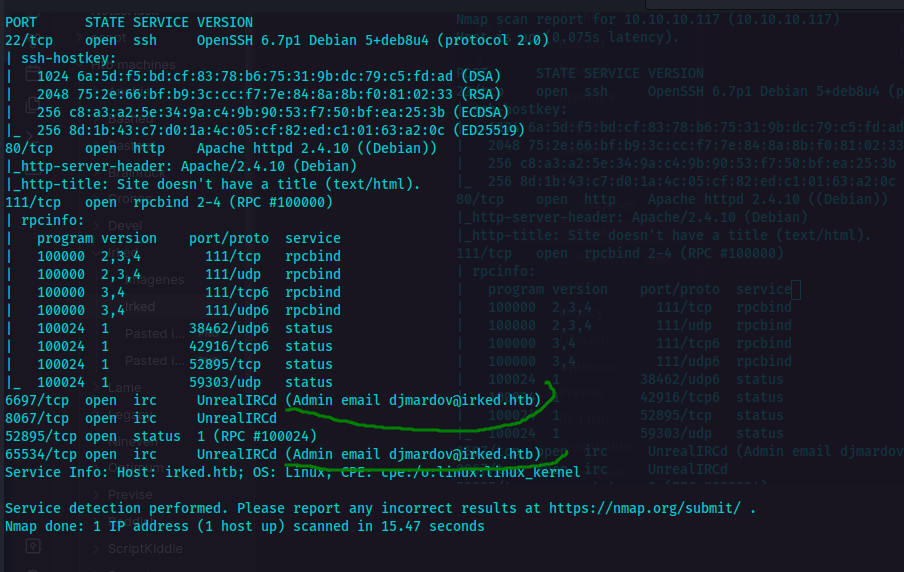 PORT      STATE SERVICE VERSION
22/tcp    open  ssh     OpenSSH 6.7p1 Debian 5+deb8u4 (protocol 2.0)
| ssh-hostkey:
|   1024 6a:5d:f5:bd:cf:83:78:b6:75:31:9b:dc:79:c5:fd:ad (DSA)
|   2048 75:2e:66:bf:b9:3c:cc:f7:7e:84:8a:8b:f0:81:02:33 (RSA)
|   256 c8:a3:a2:5e:34:9a:c4:9b:90:53:f7:50:bf:ea:25:3b (ECDSA)
|_  256 8d:1b:43:c7:d0:1a:4c:05:cf:82:ed:c1:01:63:a2:0c (ED25519)
80/tcp    open  http    Apache httpd 2.4.10 ((Debian))
|_http-server-header: Apache/2.4.10 (Debian)
|_http-title: Site doesn't have a title (text/html).
111/tcp   open  rpcbind 2-4 (RPC #100000)
| rpcinfo:
|   program version    port/proto  service
|   100000  2,3,4        111/tcp   rpcbind
|   100000  2,3,4        111/udp   rpcbind
|   100000  3,4          111/tcp6  rpcbind
|   100000  3,4          111/udp6  rpcbind
|   100024  1          38462/udp6  status
|   100024  1          42916/tcp6  status
|   100024  1          52895/tcp   status
|_  100024  1          59303/udp   status
6697/tcp  open  irc     UnrealIRCd (Admin email djmardov@irked.htb)
8067/tcp  open  irc     UnrealIRCd
52895/tcp open  status  1 (RPC #100024)
65534/tcp open  irc     UnrealIRCd (Admin email djmardov@irked.htb)
Service Info: Host: irked.htb; OS: Linux; CPE: cpe:/o:linux:linux_kernel
Service detection performed. Please report any incorrect results at https://nmap.org/submit/ .
Nmap done: 1 IP address (1 host up) scanned in 15.47 seconds
Nmap scan report for 10.10.10.117 (10.10.10.117)
(0.075s latency).
STATE SERVICE VERSION
open  ssh     OpenSSH 6.7p1 Debian 5+deb8u4 (p
hostkey:
6a:5d:f5:bd:cf:83:78:b6:75:31:9b:dc:79:c5:fd:ad
2048 75:2e:66:bf:b9:3c:cc:f7:7e:84:8a:8b:f0:81:02:33
256 c8:a3:a2:5e:34:9a:c4:9b:90:53:f7:50:bf:ea:25:3b
|_  256 8d:1b:43:c7:d0:1a:4c:05:cf:82:ed:c1:01:63:a2:0c
80/tcp    open  http    Apache httpd 2.4.10 ((Debian))
|_http-server-header: Apache/2.4.10 (Debian)
|_http-title: Site doesn't have a title (text/html).
111/tcp   open  rpcbind 2-4 (RPC #100000)
| rpcinfo:
|   program version    port/proto  service
|   100000  2,3,4        111/tcp   rpcbind
|   100000  2,3,4        111/udp   rpcbind
|   100000  3,4          111/tcp6  rpcbind
|   100000  3,4          111/udp6  rpcbind
|   100024  1          38462/udp6  status
|   100024  1          42916/tcp6  status
|   100024  1          52895/tcp   status
|_  100024  1          59303/udp   status
open  irc     UnrealIRCd (Admin email djmardov
irc     UnrealIRCd
Devel
Imagenes
Irked
Pasted i...
Pasted i...
Lame
Previse
ScriptKiddie